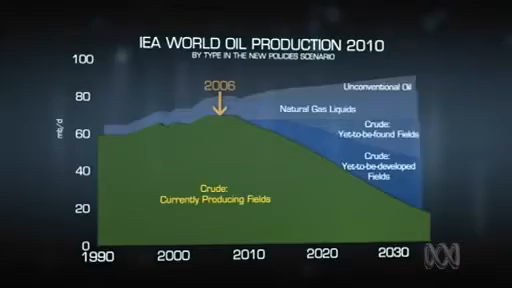 IEA WORLD OIL PRODUCTION 2010
BY TYPE IN THE NEW POLICIES SCENARIO
100
80
60
40
20
0
mb/d
2006
Unconventional Oil
Natural Gas Liquids
Crude:
Yet-to-be-found Fields
Crude:
Yet-to-be-developed
Fields
Crude:
Currently Producing Fields
1990
2000
2010
2020
2030
ABC